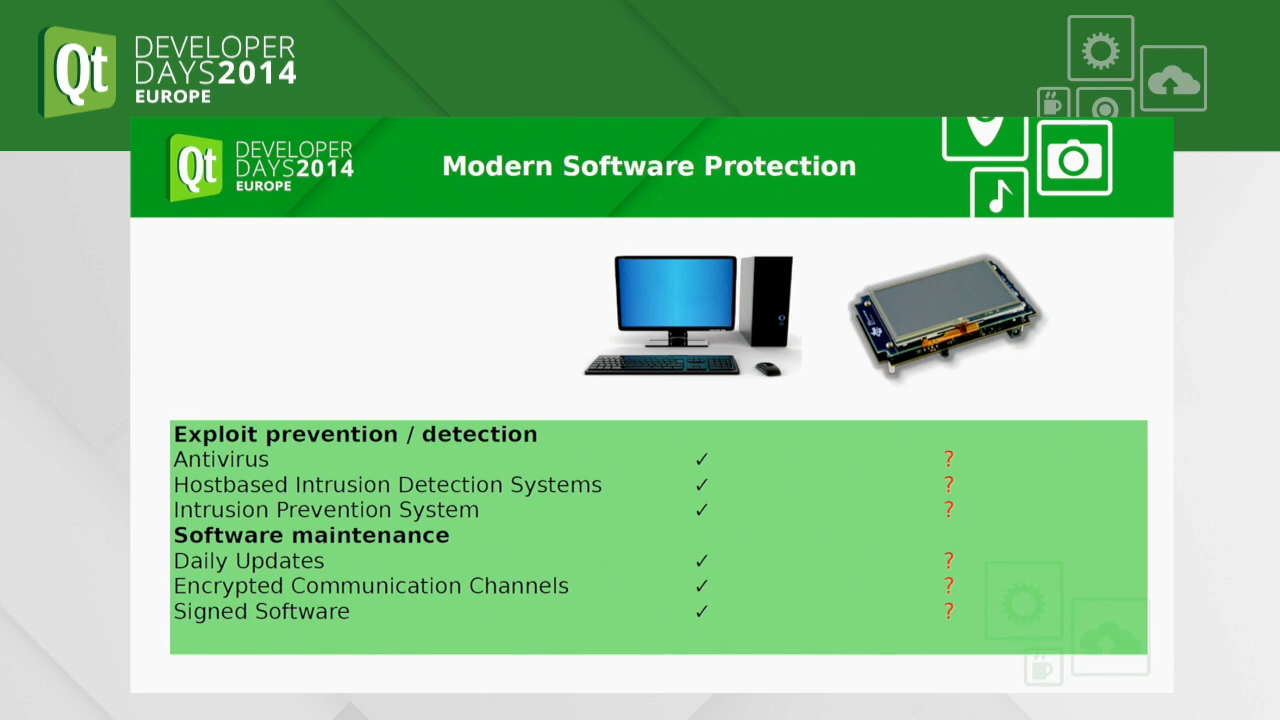 Qt DEVELOPER
DAYS2014
EUROPE
Qt DEVELOPER
DAYS2014
EUROPE
Modern Software Protection
Exploit prevention / detection
Antivirus ✓ ?
Hostbased Intrusion Detection Systems ✓ ?
Intrusion Prevention System ✓ ?
Software maintenance
Daily Updates ✓ ?
Encrypted Communication Channels ✓ ?
Signed Software ✓ ?